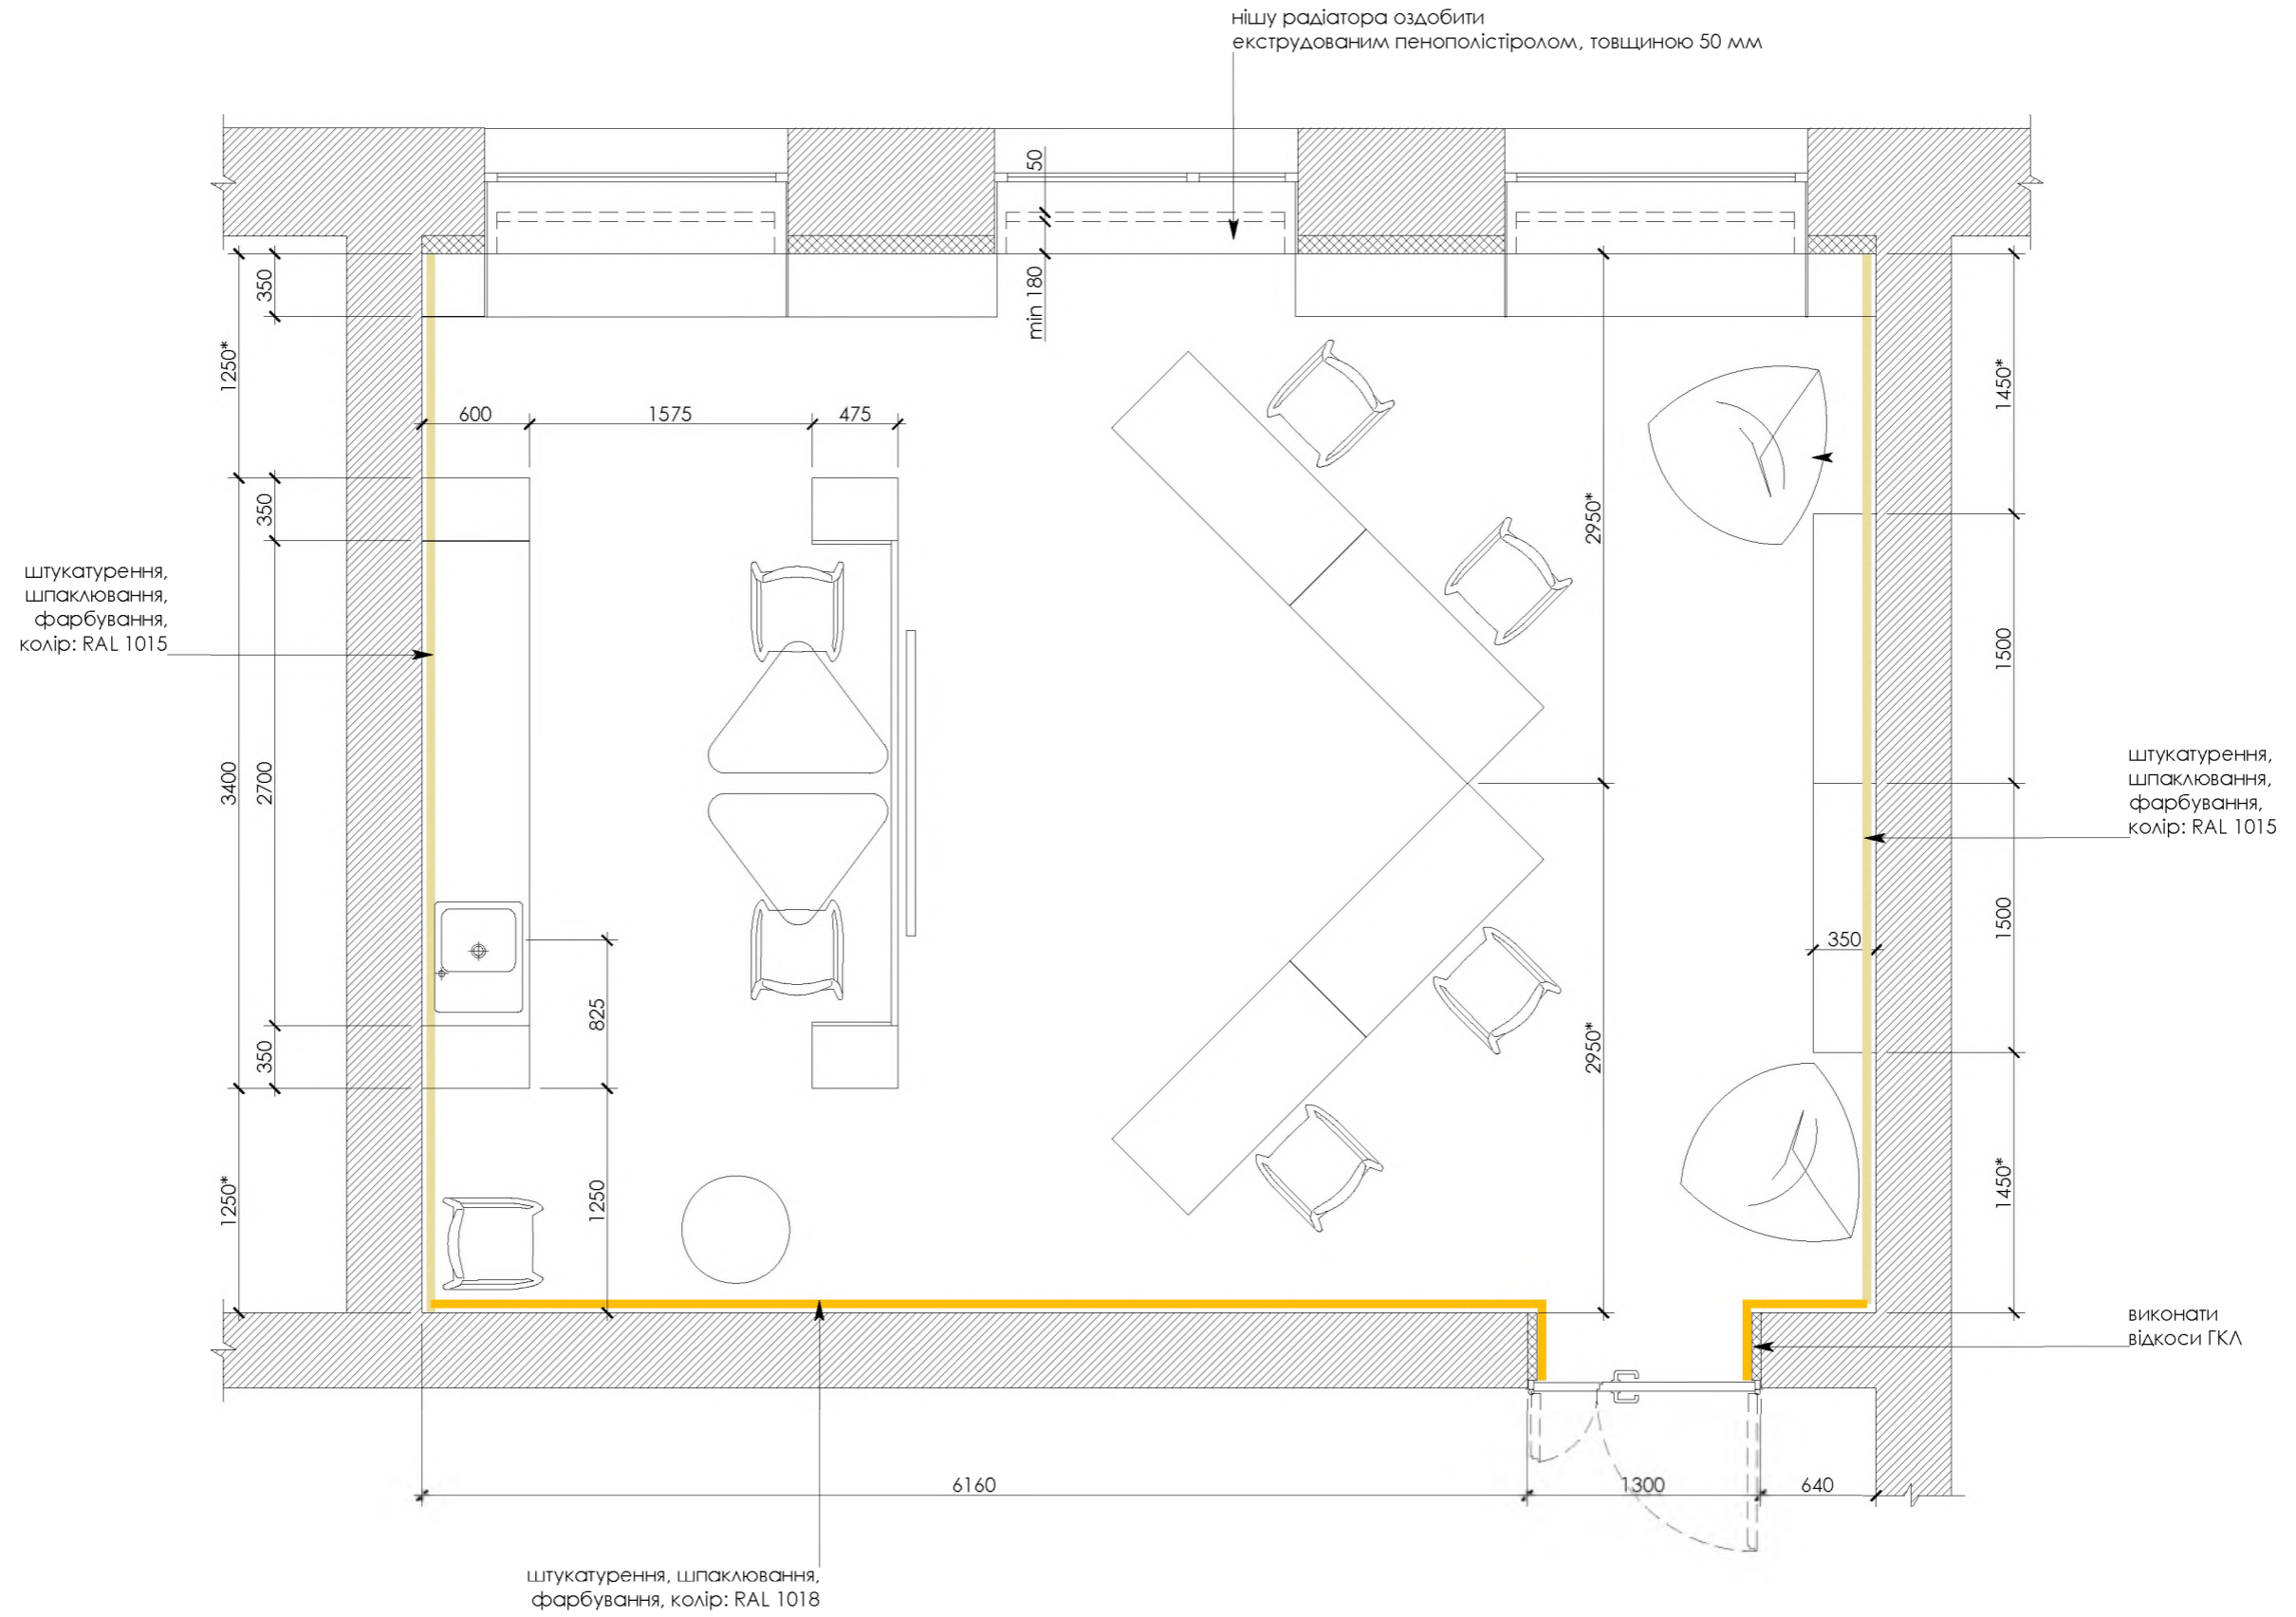 нішу радіатора оздобити
екструдованим пенополістіролом, товщиною 50 мм
50
min 180
350
1250*
600
1575
475
350
2950*
1450*
штукатурення,
шпаклювання,
фарбування,
колір: RAL 1015
3400
2700
1500
штукатурення,
шпаклювання,
фарбування,
колір: RAL 1015
1500
350
825
350
2950*
1250*
1250
1450*
виконати
відкоси ГКЛ
6160
1300
640
штукатурення, шпаклювання,
фарбування, колір: RAL 1018